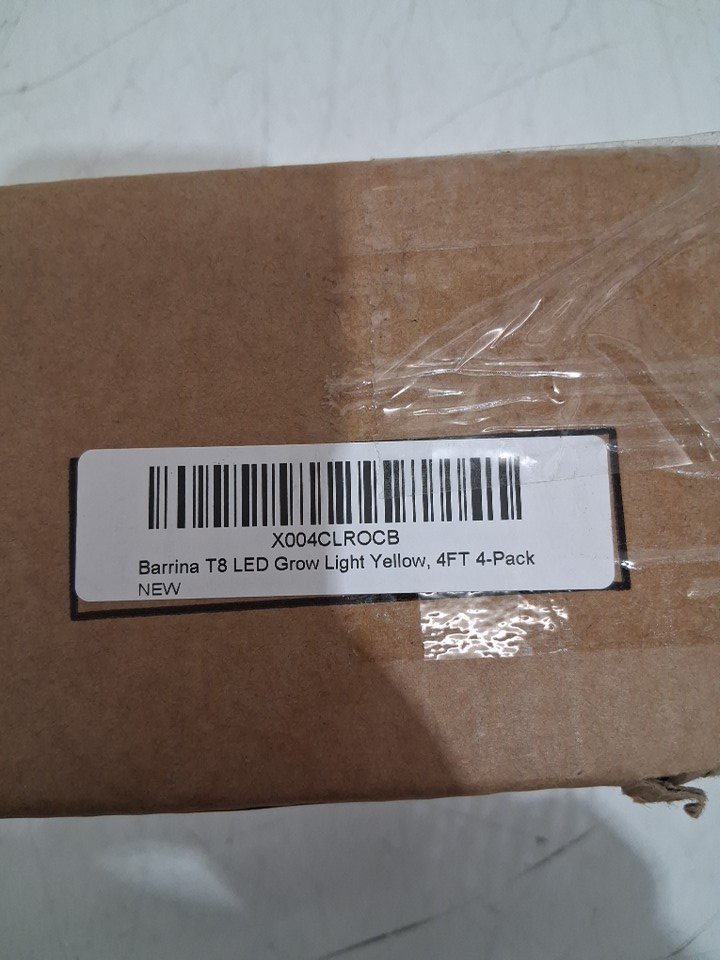 X004CLROCB
Barrina T8 LED Grow Light Yellow, 4FT 4-Pack
NEW